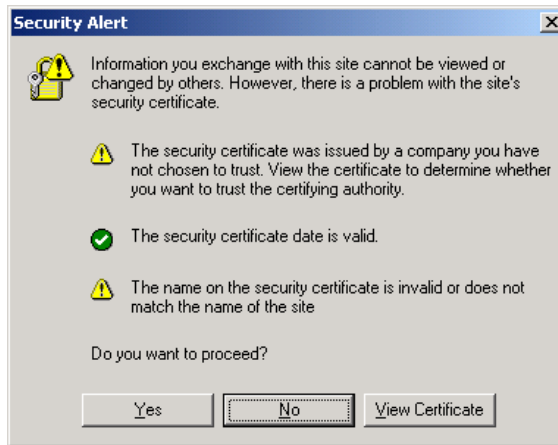 Security Alert
Information you exchange with this site cannot be viewed or
changed by others. However, there is a problem with the site's
security certificate.
The security certificate was issued by a company you have
not chosen to trust. View the certificate to determine whether
you want to trust the certifying authority.
The security certificate date is valid.
The name on the security certificate is invalid or does not
match the name of the site
Do you want to proceed?
Yes No View Certificate